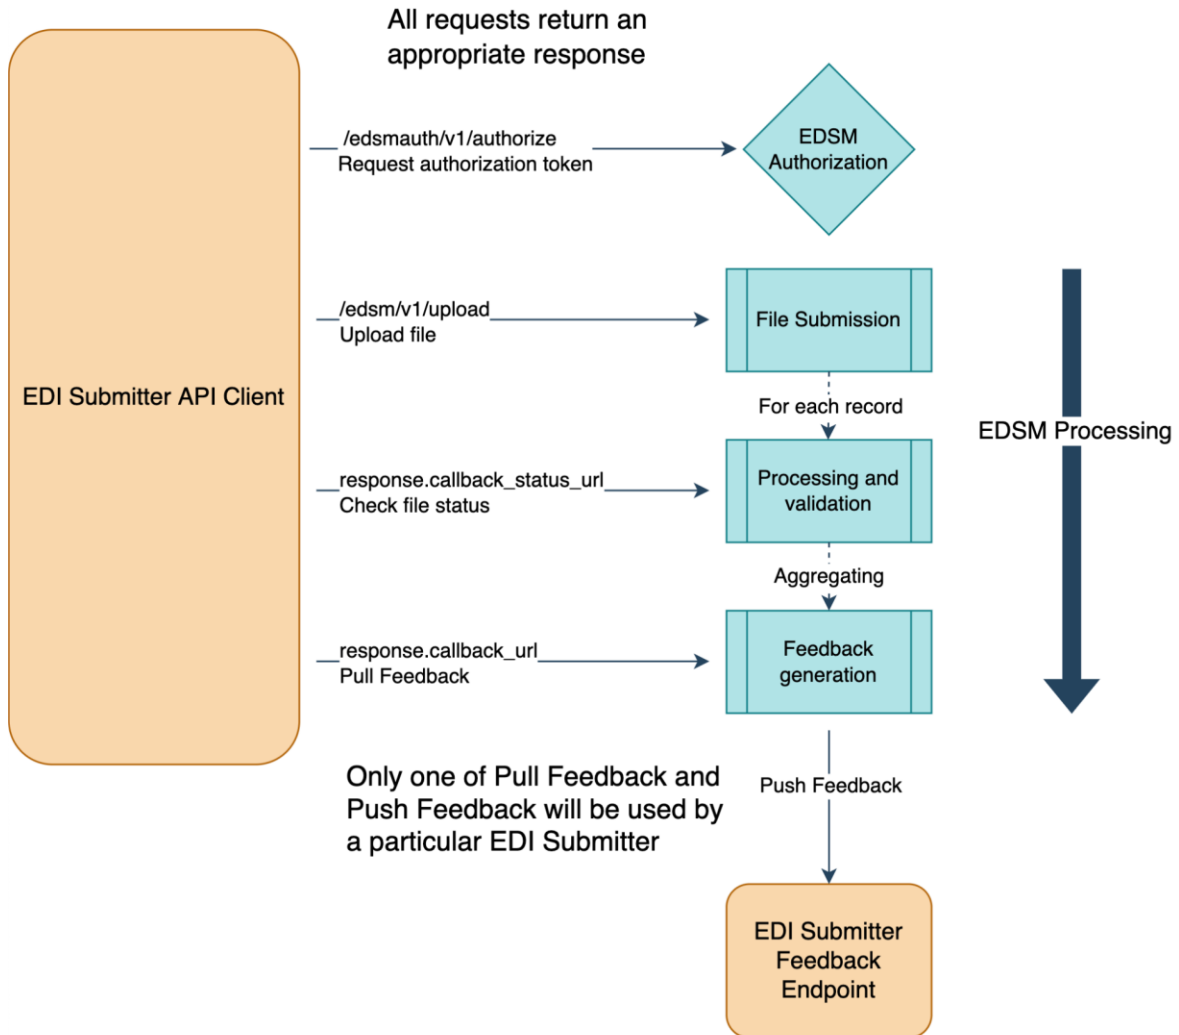 All requests return an
appropriate response
/edsmauth/v1/authorize
Request authorization token
EDSM
Authorization
/edsm/v1/upload
Upload file
File Submission
For each record
EDI Submitter API Client
EDSM Processing
response.callback_status_url
Check file status
Processing and
validation
Aggregating
response.callback_url
Pull Feedback
Feedback
generation
Only one of Pull Feedback and
Push Feedback will be used by
a particular EDI Submitter
Push Feedback
EDI Submitter
Feedback
Endpoint